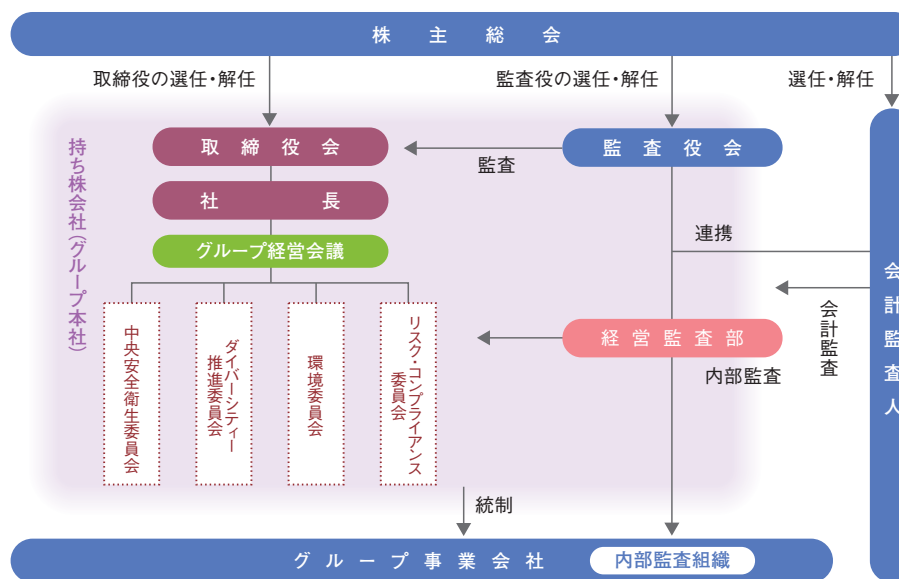 株主総会
取締役の選任・解任
監査役の選任・解任
選任・解任
持ち株会社(グループ本社)
取締役会
監査
監査役会
社長
連携
グループ経営会議
会計監査人
会計監査
経営監査部
内部監査
中央安全衛生委員会
ダイバーシティー
推進委員会
環境委員会
リスク・コンプライアンス
委員会
統制
グループ事業会社
内部監査組織